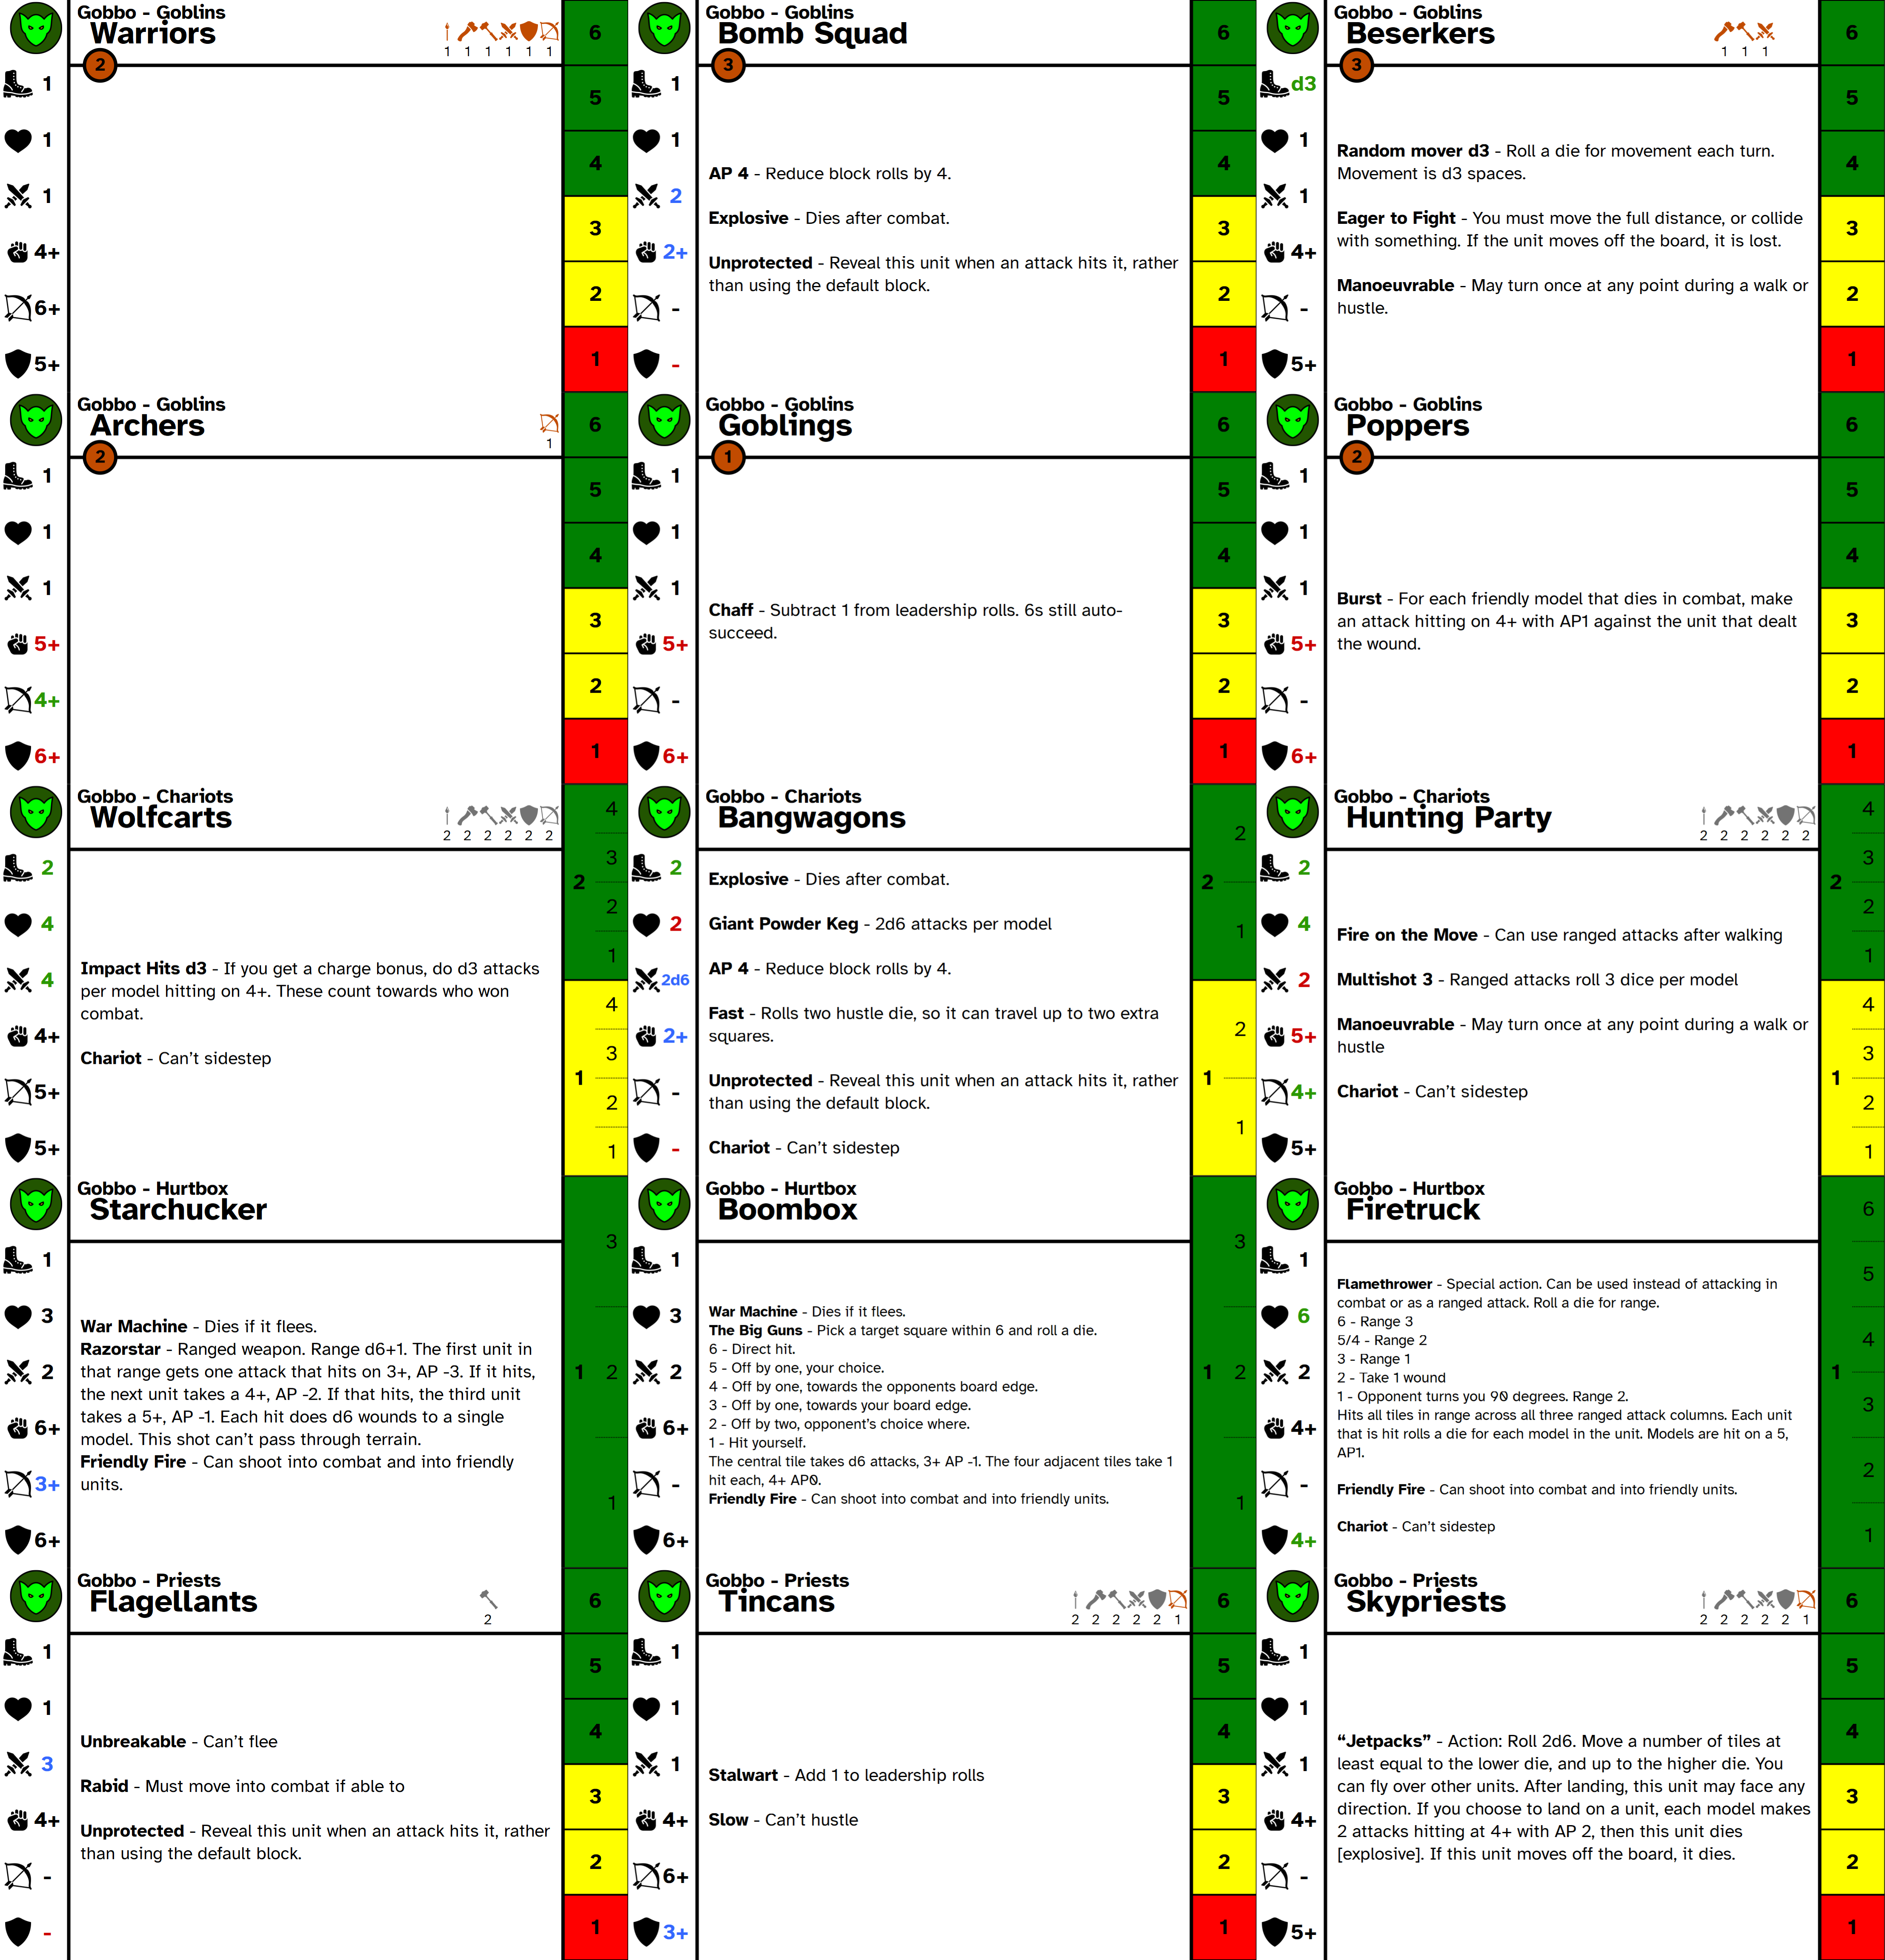 Gobbo - Goblins
Warriors
1 1 1 1 1 1
2
1
1
1
4+
6+
5+
6
5
4
3
2
1
Gobbo - Goblins
Bomb Squad
3
1
1
2
2+
-
-
AP 4 - Reduce block rolls by 4.
Explosive - Dies after combat.
Unprotected - Reveal this unit when an attack hits it, rather
than using the default block.
6
5
4
3
2
1
Gobbo - Goblins
Beserkers
1 1 1
3
d3
1
1
4+
-
5+
Random mover d3 - Roll a die for movement each turn.
Movement is d3 spaces.
Eager to Fight - You must move the full distance, or collide
with something. If the unit moves off the board, it is lost.
Manoeuvrable - May turn once at any point during a walk or
hustle.
6
5
4
3
2
1
Gobbo - Goblins
Archers
1
2
1
1
1
5+
4+
6+
6
5
4
3
2
1
Gobbo - Goblins
Goblings
1
1
1
1
5+
-
6+
Chaff - Subtract 1 from leadership rolls. 6s still auto-
succeed.
6
5
4
3
2
1
Gobbo - Goblins
Poppers
2
1
1
1
5+
-
6+
Burst - For each friendly model that dies in combat, make
an attack hitting on 4+ with AP1 against the unit that dealt
the wound.
6
5
4
3
2
1
Gobbo - Chariots
Wolfcarts
2 2 2 2 2 2
2
4
4
4+
5+
5+
Impact Hits d3 - If you get a charge bonus, do d3 attacks
per model hitting on 4+. These count towards who won
combat.
Chariot - Can't sidestep
2
4
3
2
1
1
4
3
2
1
Gobbo - Chariots
Bangwagons
2
2
2d6
2+
-
-
Explosive - Dies after combat.
Giant Powder Keg - 2d6 attacks per model
AP 4 - Reduce block rolls by 4.
Fast - Rolls two hustle die, so it can travel up to two extra
squares.
Unprotected - Reveal this unit when an attack hits it, rather
than using the default block.
Chariot - Can't sidestep
2
2
1
1
2
1
Gobbo - Chariots
Hunting Party
2 2 2 2 2 2
2
4
2
5+
4+
5+
Fire on the Move - Can use ranged attacks after walking
Multishot 3 - Ranged attacks roll 3 dice per model
Manoeuvrable - May turn once at any point during a walk or
hustle
Chariot - Can't sidestep
2
4
3
2
1
1
4
3
2
1
Gobbo - Hurtbox
Starchucker
1
3
2
6+
3+
6+
War Machine - Dies if it flees.
Razorstar - Ranged weapon. Range d6+1. The first unit in
that range gets one attack that hits on 3+, AP -3. If it hits,
the next unit takes a 4+, AP -2. If that hits, the third unit
takes a 5+, AP -1. Each hit does d6 wounds to a single
model. This shot can't pass through terrain.
Friendly Fire - Can shoot into combat and into friendly
units.
1
3
2
1
Gobbo - Hurtbox
Boombox
1
3
2
6+
-
6+
War Machine - Dies if it flees.
The Big Guns - Pick a target square within 6 and roll a die.
6 - Direct hit.
5 - Off by one, your choice.
4 - Off by one, towards the opponents board edge.
3 - Off by one, towards your board edge.
2 - Off by two, opponent's choice where.
1 - Hit yourself.
The central tile takes d6 attacks, 3+ AP -1. The four adjacent tiles take 1
hit each, 4+ AP0.
Friendly Fire - Can shoot into combat and into friendly units.
1
3
2
1
Gobbo - Hurtbox
Firetruck
1
6
2
4+
-
4+
Flamethrower - Special action. Can be used instead of attacking in
combat or as a ranged attack. Roll a die for range.
6 - Range 3
5/4 - Range 2
3 - Range 1
2 - Take 1 wound
1 - Opponent turns you 90 degrees. Range 2.
Hits all tiles in range across all three ranged attack columns. Each unit
that is hit rolls a die for each model in the unit. Models are hit on a 5,
AP1.
Friendly Fire - Can shoot into combat and into friendly units.
Chariot - Can't sidestep
1
6
5
4
3
2
1
Gobbo - Priests
Flagellants
2
1
1
3
4+
-
-
Unbreakable - Can't flee
Rabid - Must move into combat if able to
Unprotected - Reveal this unit when an attack hits it, rather
than using the default block.
6
5
4
3
2
1
Gobbo - Priests
Tincans
2 2 2 2 2 1
1
1
1
4+
6+
3+
Stalwart - Add 1 to leadership rolls
Slow - Can't hustle
6
5
4
3
2
1
Gobbo - Priests
Skypriests
2 2 2 2 2 1
1
1
1
4+
-
5+
“Jetpacks” - Action: Roll 2d6. Move a number of tiles at
least equal to the lower die, and up to the higher die. You
can fly over other units. After landing, this unit may face any
direction. If you choose to land on a unit, each model makes
2 attacks hitting at 4+ with AP 2, then this unit dies
[explosive]. If this unit moves off the board, it dies.
6
5
4
3
2
1